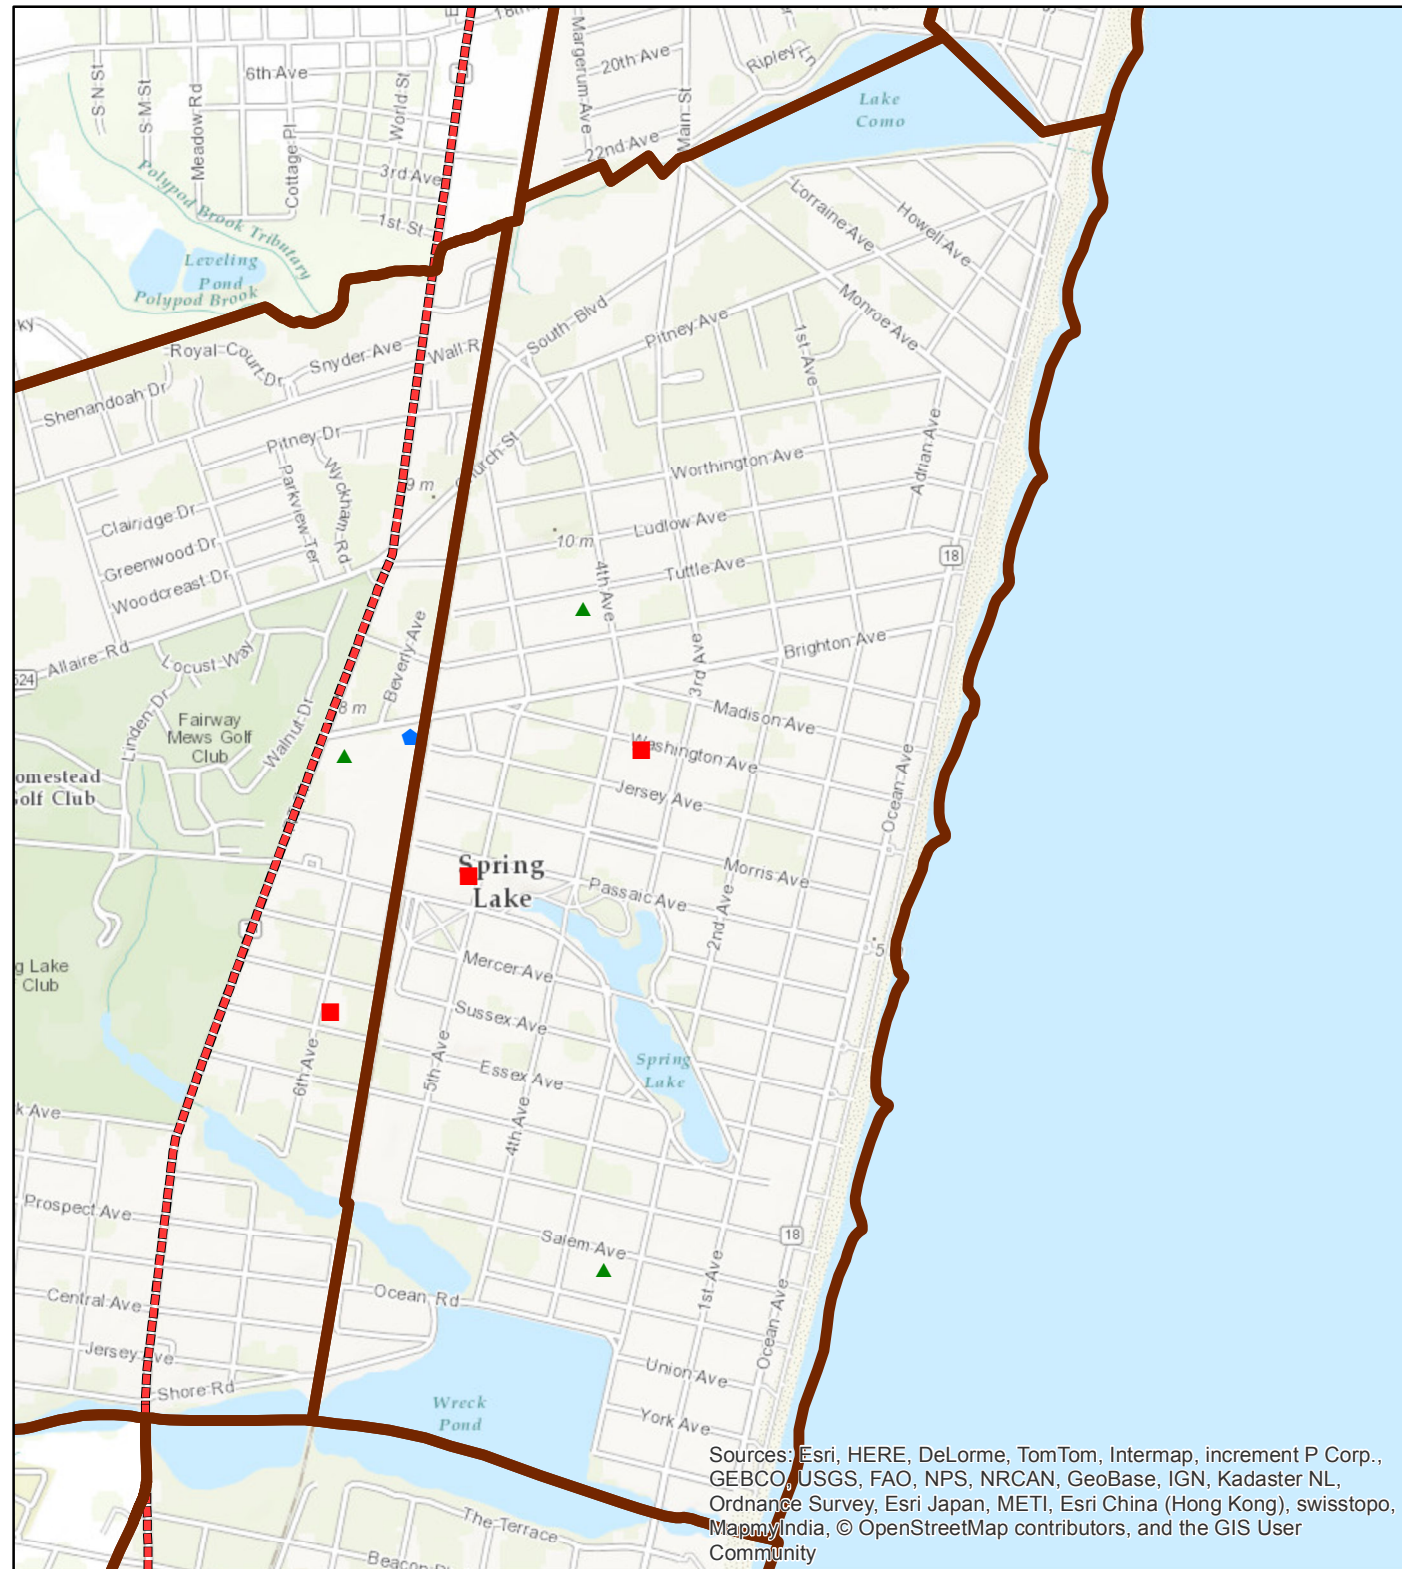 18th
Margerum Ave
20th Ave
Ripley Ln
S N St
S M St
Meadow Rd
6th Ave
World St
Cottage Pl
Main St
Lake
Como
22nd Ave
3rd Ave
1st St
Polypod Brook Tributary
Leveling
Pond
Polypod Brook
Lorraine Ave
Howell Ave
Monroe Ave
ky
Royal Court Dr
Snyder Ave
Wall R
South Blvd
Pitney Ave
1st Ave
Shenandoah Dr
Pitney Dr
Parkview Ter
Wyckham Rd
9 m
Church St
Worthington Ave
Adrian Ave
Clairidge Dr
Greenwood Dr
Woodcreast Dr
10 m
Ludlow Ave
Tuttle Ave
4th Ave
18
Allaire Rd
524
Locust Way
Linden Dr
Walnut Dr
Fairway
Mews Golf
Club
8 m
Beverly Ave
3rd Ave
Brighton Ave
Madison Ave
Washington Ave
Jersey Ave
Ocean Ave
omestead
Golf Club
Spring
Lake
Passaic Ave
Morris Ave
2nd Ave
5
g Lake
Club
Mercer Ave
Sussex Ave
Essex Ave
5th Ave
4th Ave
6th Ave
Spring
Lake
k Ave
Prospect Ave
Central Ave
Jersey Ave
Shore Rd
Salem Ave
Ocean Rd
18
1st Ave
Ocean Ave
Union Ave
York Ave
Wreck
Pond
The Terrace
Beacon
Sources: Esri, HERE, DeLorme, TomTom, Intermap, increment P Corp.,
GEBCO, USGS, FAO, NPS, NRCAN, GeoBase, IGN, Kadaster NL,
Ordnance Survey, Esri Japan, METI, Esri China (Hong Kong), swisstopo,
MapmyIndia, © OpenStreetMap contributors, and the GIS User
Community